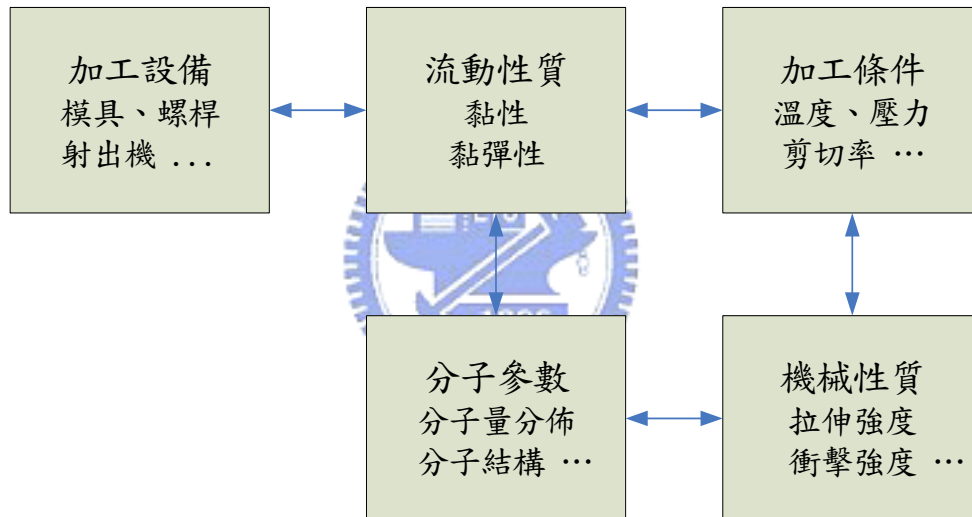 加工設備
模具、螺桿
射出機 ...
流動性質
黏性
黏彈性
加工條件
溫度、壓力
剪切率 …
分子參數
分子量分佈
分子結構 …
機械性質
拉伸強度
衝擊強度 …